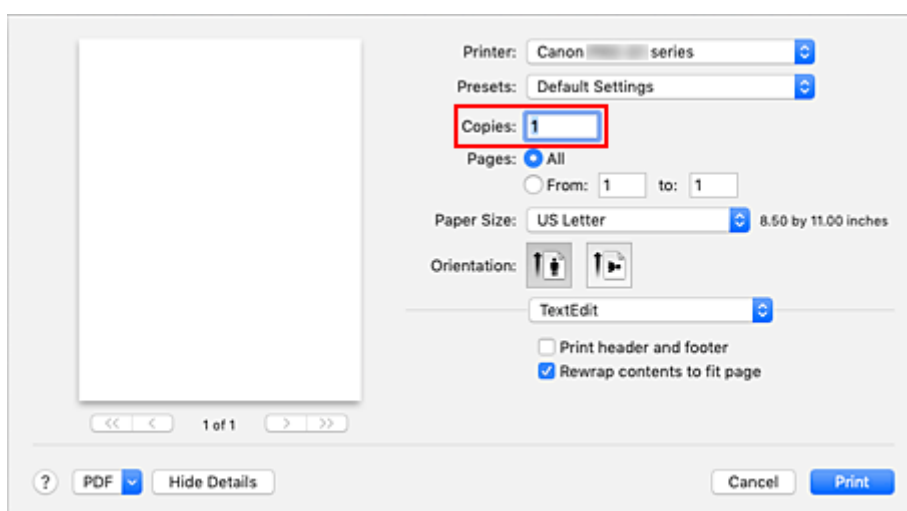 Printer: Canon series
Presets: Default Settings
Copies: 1
Pages: All
From: 1 to: 1
Paper Size: US Letter 8.50 by 11.00 inches
Orientation:
TextEdit
Print header and footer
Rewrap contents to fit page
<< < 1 of 1 > >>
? PDF Hide Details Cancel Print